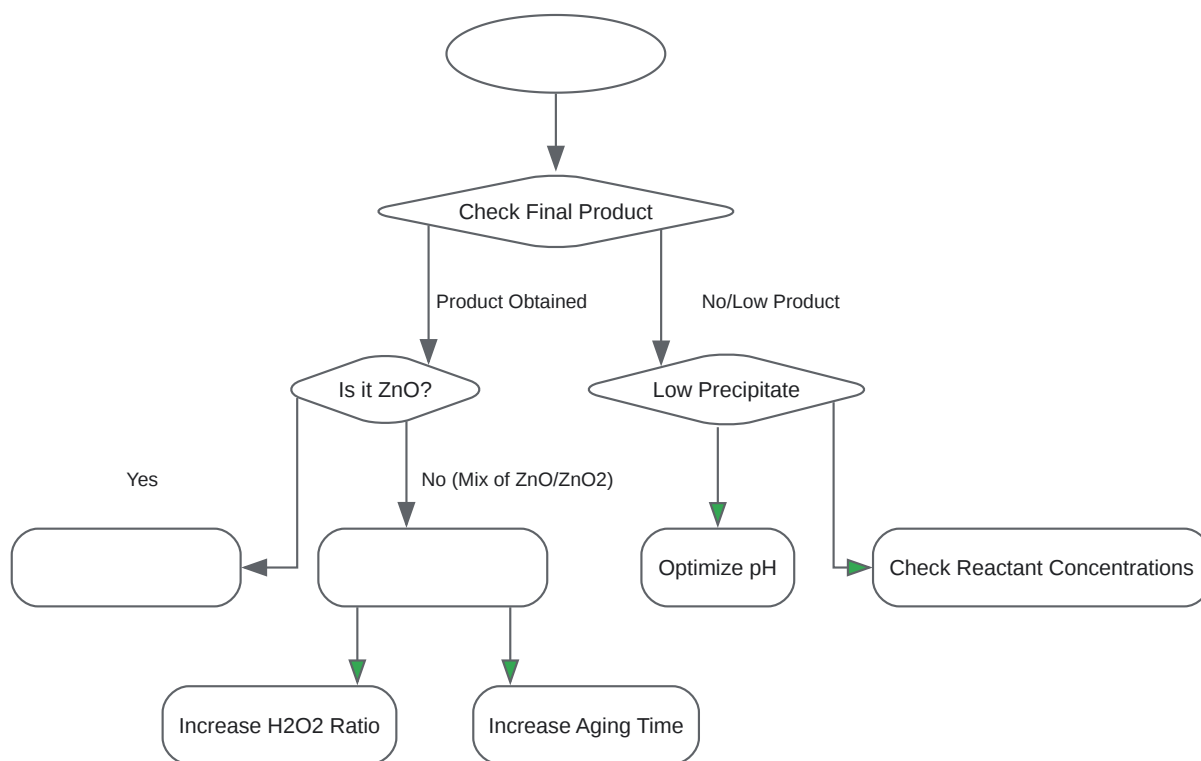 Check Final Product
Product Obtained
No/Low Product
Is it ZnO?
Low Precipitate
Yes
No (Mix of ZnO/ZnO2)
Optimize pH
Check Reactant Concentrations
Increase H2O2 Ratio
Increase Aging Time